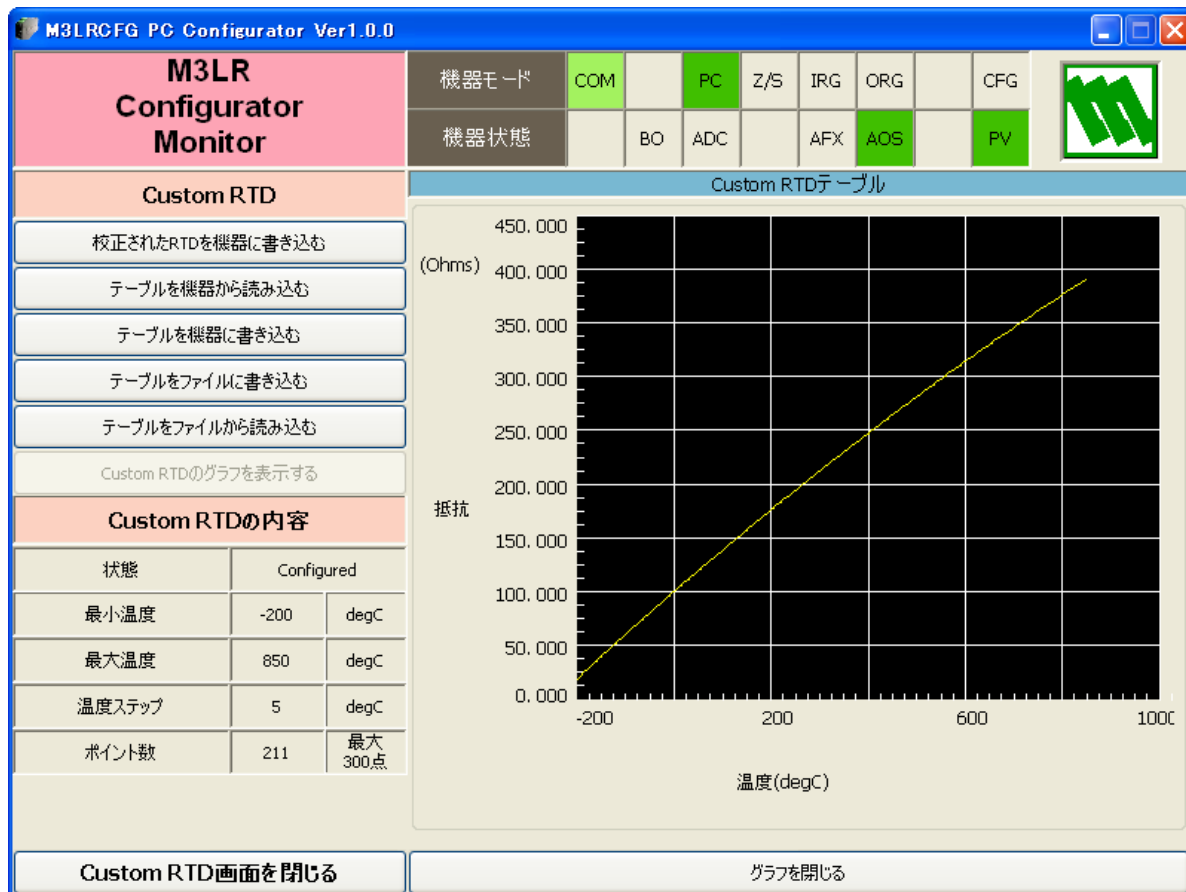 M3LRCFG PC Configurator Ver1.0.0
M3LR
Configurator
Monitor
機器モード COM PC Z/S IRG ORG CFG
機器状態 BO ADC AFX AOS PV
Custom RTD
校正されたRTDを機器に書き込む
テーブルを機器から読み込む
テーブルを機器に書き込む
テーブルをファイルに書き込む
テーブルをファイルから読み込む
Custom RTDのグラフを表示する
Custom RTDの内容
状態 Configured
最小温度 -200 degC
最大温度 850 degC
温度ステップ 5 degC
ポイント数 211 最大
300点
Custom RTD画面を閉じる
Custom RTDテーブル
450.000
(Ohms) 400.000
350.000
300.000
250.000
200.000
抵抗
150.000
100.000
50.000
0.000
-200 200 600 1000
温度(degC)
グラフを閉じる